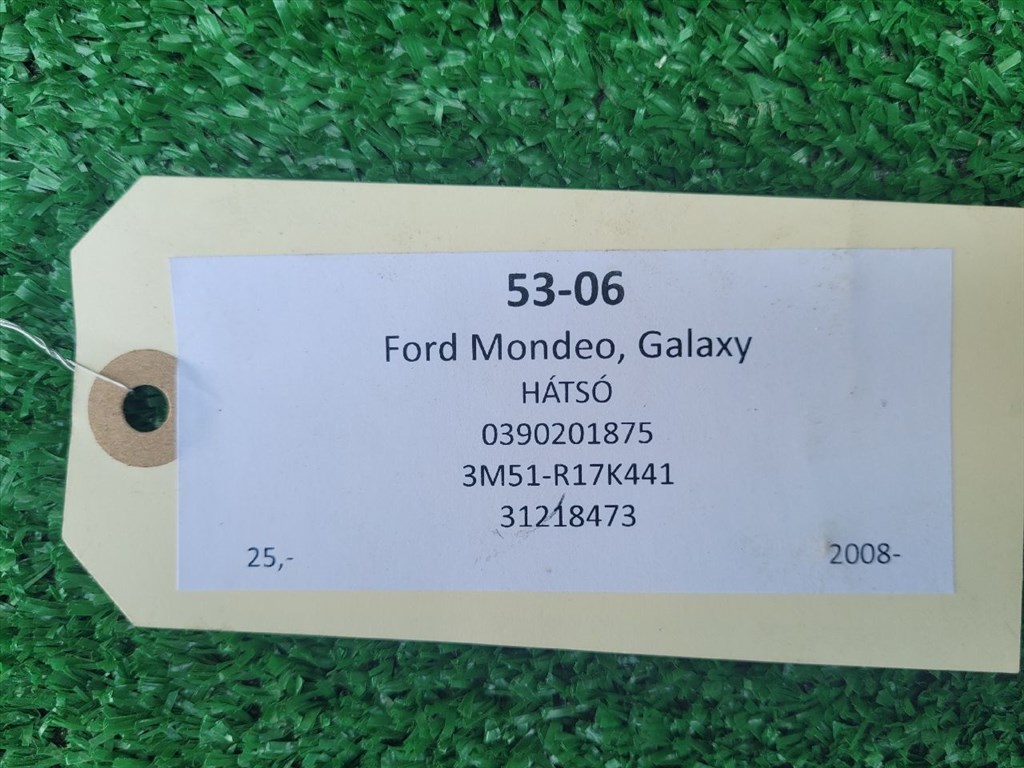 53-06
Ford Mondeo, Galaxy
HÁTSÓ
0390201875
3M51-R17K441
31218473
25,- 2008-